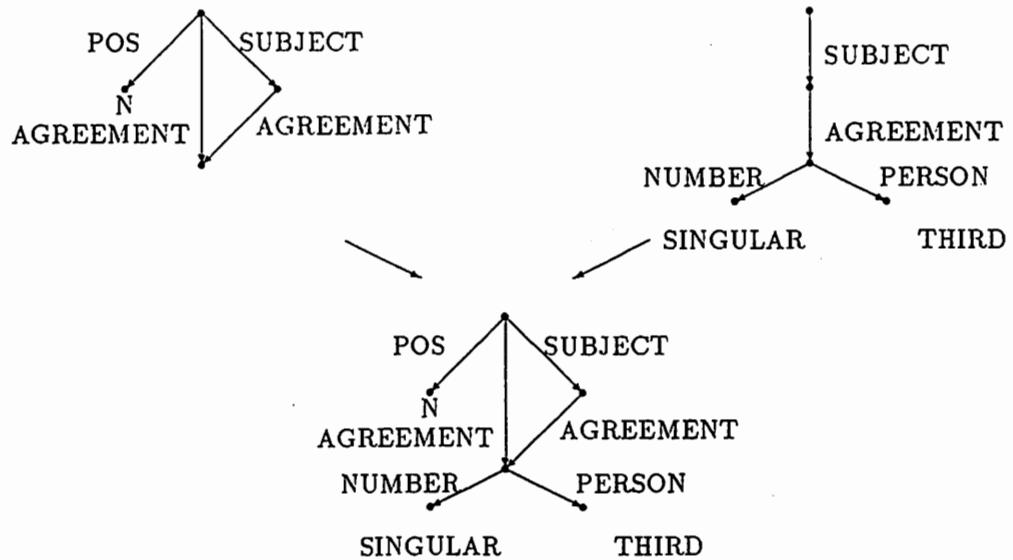 POS
SUBJECT
N
AGREEMENT
AGREEMENT
SUBJECT
AGREEMENT
NUMBER
PERSON
SINGULAR
THIRD
POS
SUBJECT
N
AGREEMENT
AGREEMENT
NUMBER
PERSON
SINGULAR
THIRD